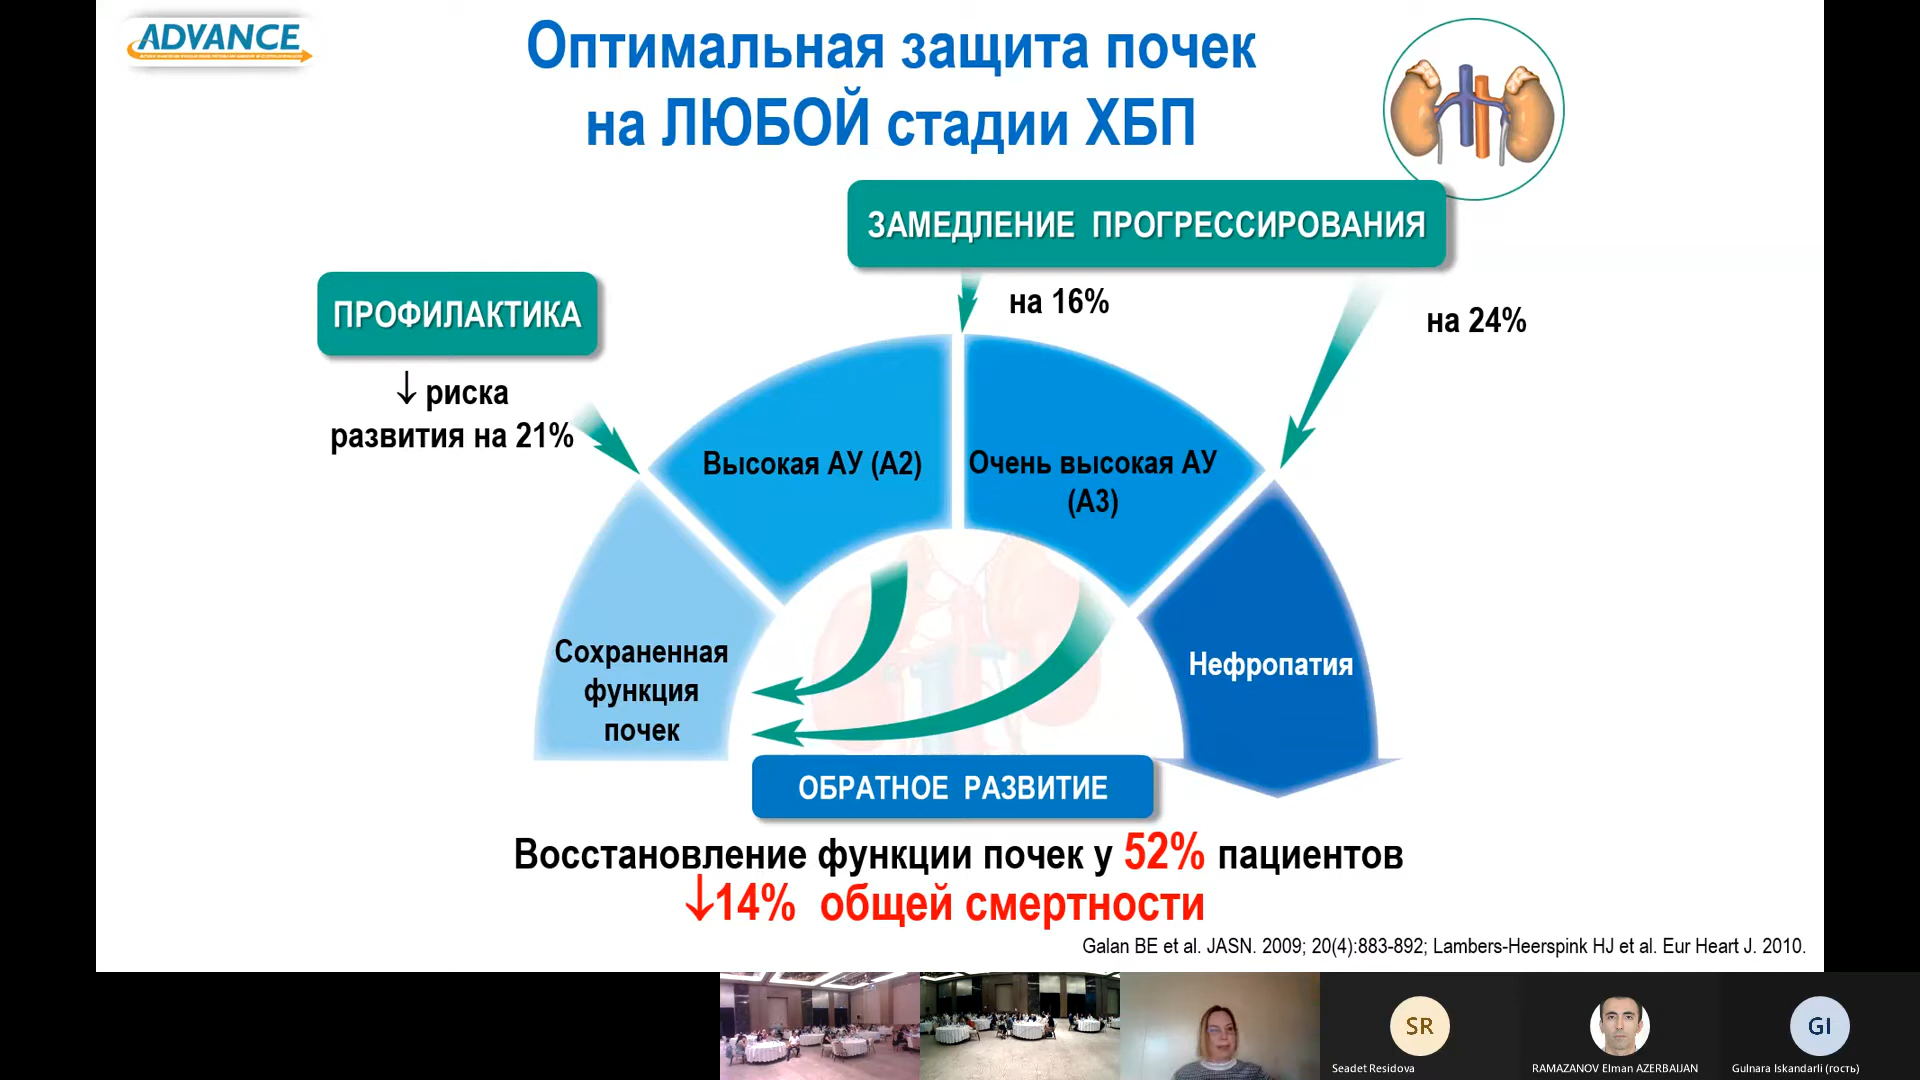 ADVANCE
Оптимальная защита почек
на ЛЮБОЙ стадии ХБП
ЗАМЕДЛЕНИЕ ПРОГРЕССИРОВАНИЯ
на 16%
на 24%
ПРОФИЛАКТИКА
↓ риска
развития на 21%
Высокая АУ (А2)
Очень высокая АУ
(А3)
Сохраненная
функция
почек
Нефропатия
ОБРАТНОЕ РАЗВИТИЕ
Восстановление функции почек у 52% пациентов
↓14% общей смертности
Galan BE et al. JASN. 2009; 20(4):883-892; Lambers-Heerspink HJ et al. Eur Heart J. 2010.
SR
GI
Seadet Residova
RAMAZANOV Elman AZERBAIJAN
Gulnara Iskandarli (гость)